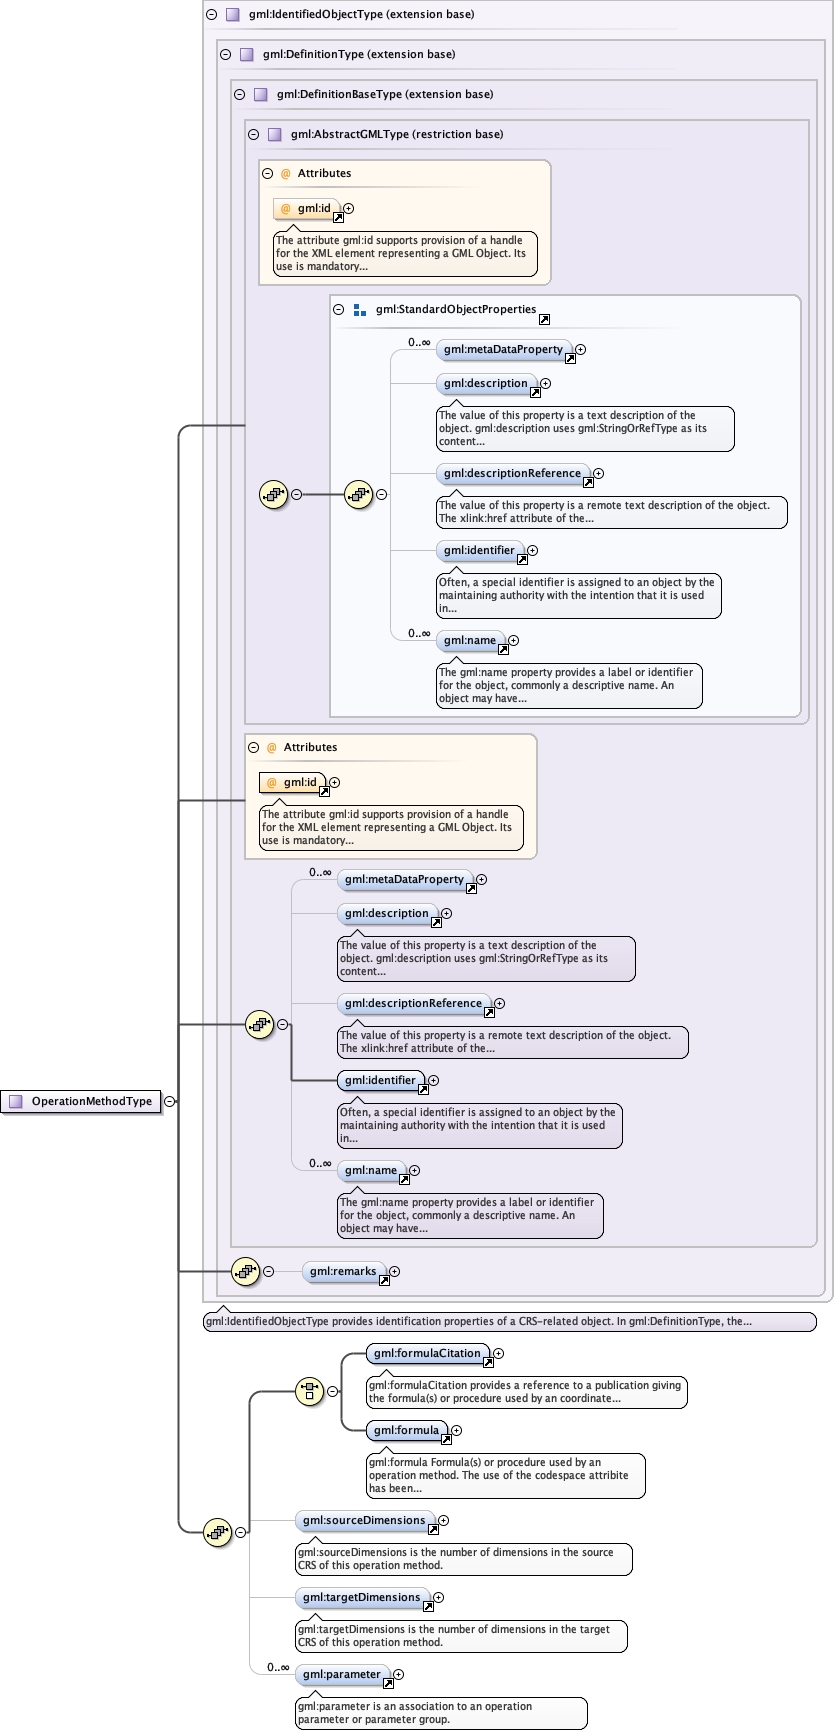 gml:IdentifiedObjectType (extension base)
gml:DefinitionType (extension base)
gml:DefinitionBaseType (extension base)
gml:AbstractGMLType (restriction base)
@ Attributes
@ gml:id
The attribute gml:id supports provision of a handle
for the XML element representing a GML Object. Its
use is mandatory...
gml:StandardObjectProperties
0..∞
gml:metaDataProperty
gml:description
The value of this property is a text description of the
object. gml:description uses gml:StringOrRefType as its
content...
gml:descriptionReference
The value of this property is a remote text description of the object.
The xlink:href attribute of the...
gml:identifier
Often, a special identifier is assigned to an object by the
maintaining authority with the intention that it is used
in...
0..∞
gml:name
The gml:name property provides a label or identifier
for the object, commonly a descriptive name. An
object may have...
@ Attributes
@ gml:id
The attribute gml:id supports provision of a handle
for the XML element representing a GML Object. Its
use is mandatory...
0..∞
gml:metaDataProperty
gml:description
The value of this property is a text description of the
object. gml:description uses gml:StringOrRefType as its
content...
gml:descriptionReference
The value of this property is a remote text description of the object.
The xlink:href attribute of the...
gml:identifier
OperationMethodType
Often, a special identifier is assigned to an object by the
maintaining authority with the intention that it is used
in...
0..∞
gml:name
The gml:name property provides a label or identifier
for the object, commonly a descriptive name. An
object may have...
gml:remarks
gml:IdentifiedObjectType provides identification properties of a CRS-related object. In gml:DefinitionType, the...
gml:formulaCitation
gml:formulaCitation provides a reference to a publication giving
the formula(s) or procedure used by an coordinate...
gml:formula
gml:formula Formula(s) or procedure used by an
operation method. The use of the codespace attribite
has been...
gml:sourceDimensions
gml:sourceDimensions is the number of dimensions in the source
CRS of this operation method.
gml:targetDimensions
gml:targetDimensions is the number of dimensions in the target
CRS of this operation method.
0..∞
gml:parameter
gml:parameter is an association to an operation
parameter or parameter group.